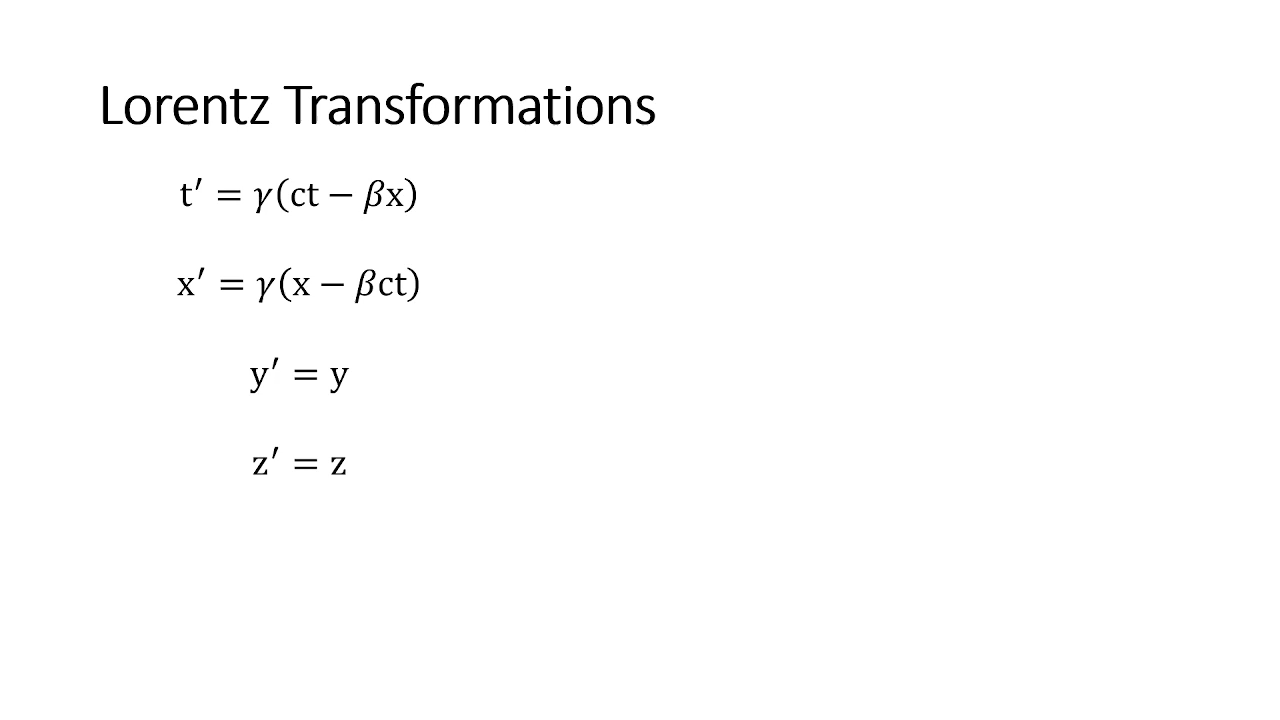 Lorentz Transformations
t′ = γ(ct − βx)
x′ = γ(x − βct)
y′ = y
z′ = z